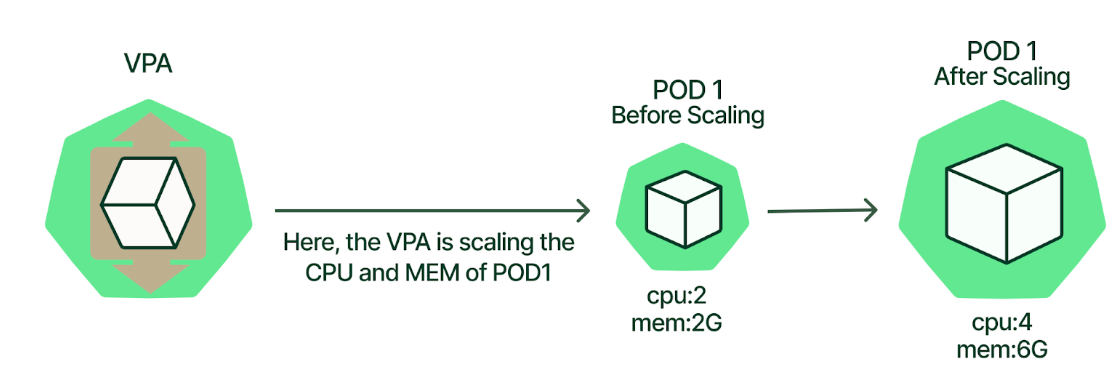 VPA
Here, the VPA is scaling the
CPU and MEM of POD1
POD 1
Before Scaling
cpu:2
mem:2G
POD 1
After Scaling
cpu:4
mem:6G